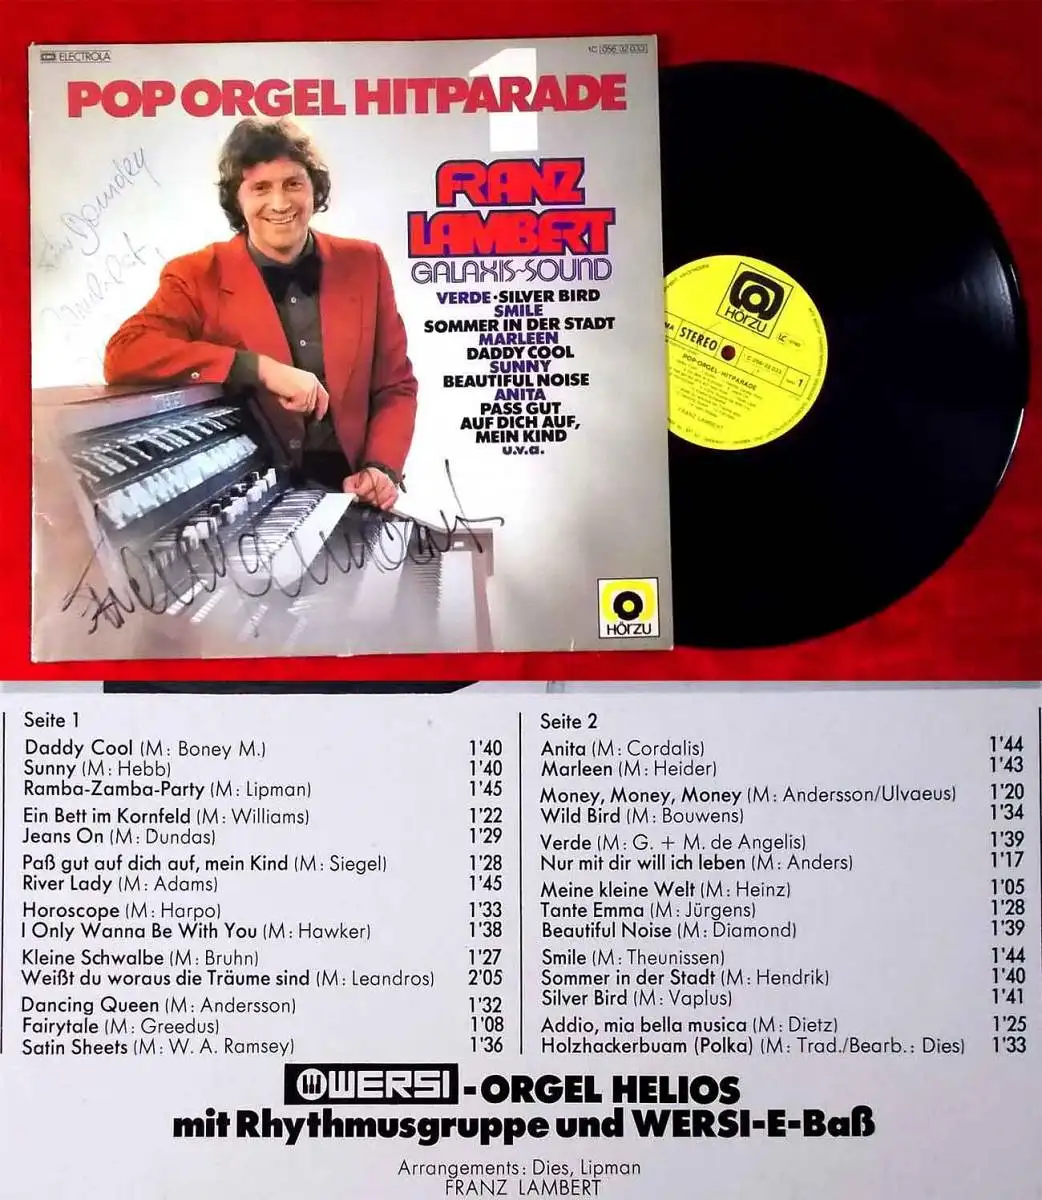 EMI ELECTROLA
1C 056-32 033
1
POP ORGEL HITPARADE
FRANZ
LAMBERT
GALAXIS-SOUND
VERDE·SILVER BIRD
SMILE
SOMMER IN DER STADT
MARLEEN
DADDY COOL
SUNNY
BEAUTIFUL NOISE
ANITA
PASS GUT
AUF DICH AUF,
MEIN KIND
u.v.a.
HÖRZU
HÖRZU
STEREO
1
POP-ORGEL-HITPARADE
FRANZ LAMBERT
Seite 1
Daddy Cool (M: Boney M.) 1'40
Sunny (M: Hebb) 1'40
Ramba-Zamba-Party (M: Lipman) 1'45
Ein Bett im Kornfeld (M: Williams) 1'22
Jeans On (M: Dundas) 1'29
Paß gut auf dich auf, mein Kind (M: Siegel) 1'28
River Lady (M: Adams) 1'45
Horoscope (M: Harpo) 1'33
I Only Wanna Be With You (M: Hawker) 1'38
Kleine Schwalbe (M: Bruhn) 1'27
Weißt du woraus die Träume sind (M: Leandros) 2'05
Dancing Queen (M: Andersson) 1'32
Fairytale (M: Greedus) 1'08
Satin Sheets (M: W. A. Ramsey) 1'36
Seite 2
Anita (M: Cordalis) 1'44
Marleen (M: Heider) 1'43
Money, Money, Money (M: Andersson/Ulvaeus) 1'20
Wild Bird (M: Bouwens) 1'34
Verde (M: G. + M. de Angelis) 1'39
Nur mit dir will ich leben (M: Anders) 1'17
Meine kleine Welt (M: Heinz) 1'05
Tante Emma (M: Jürgens) 1'28
Beautiful Noise (M: Diamond) 1'39
Smile (M: Theunissen) 1'44
Sommer in der Stadt (M: Hendrik) 1'40
Silver Bird (M: Vaplus) 1'41
Addio, mia bella musica (M: Dietz) 1'25
Holzhackerbuam (Polka) (M: Trad./Bearb.: Dies) 1'33
WERSI-ORGEL HELIOS
mit Rhythmusgruppe und WERSI-E-Baß
Arrangements: Dies, Lipman
FRANZ LAMBERT